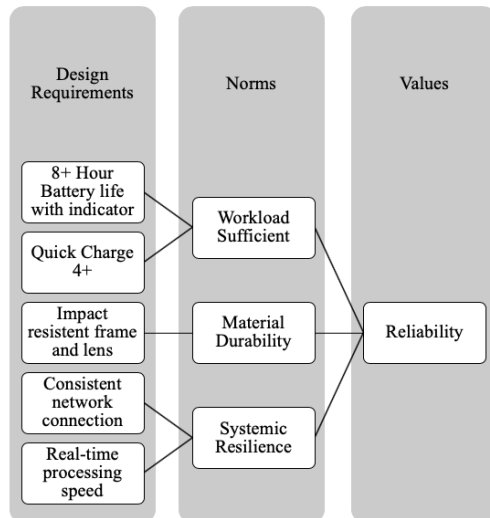 Design
Requirements
Norms
Values
8+ Hour
Battery life
with indicator
Quick Charge
4+
Impact
resistent frame
and lens
Consistent
network
connection
Real-time
processing
speed
Workload
Sufficient
Material
Durability
Systemic
Resilience
Reliability